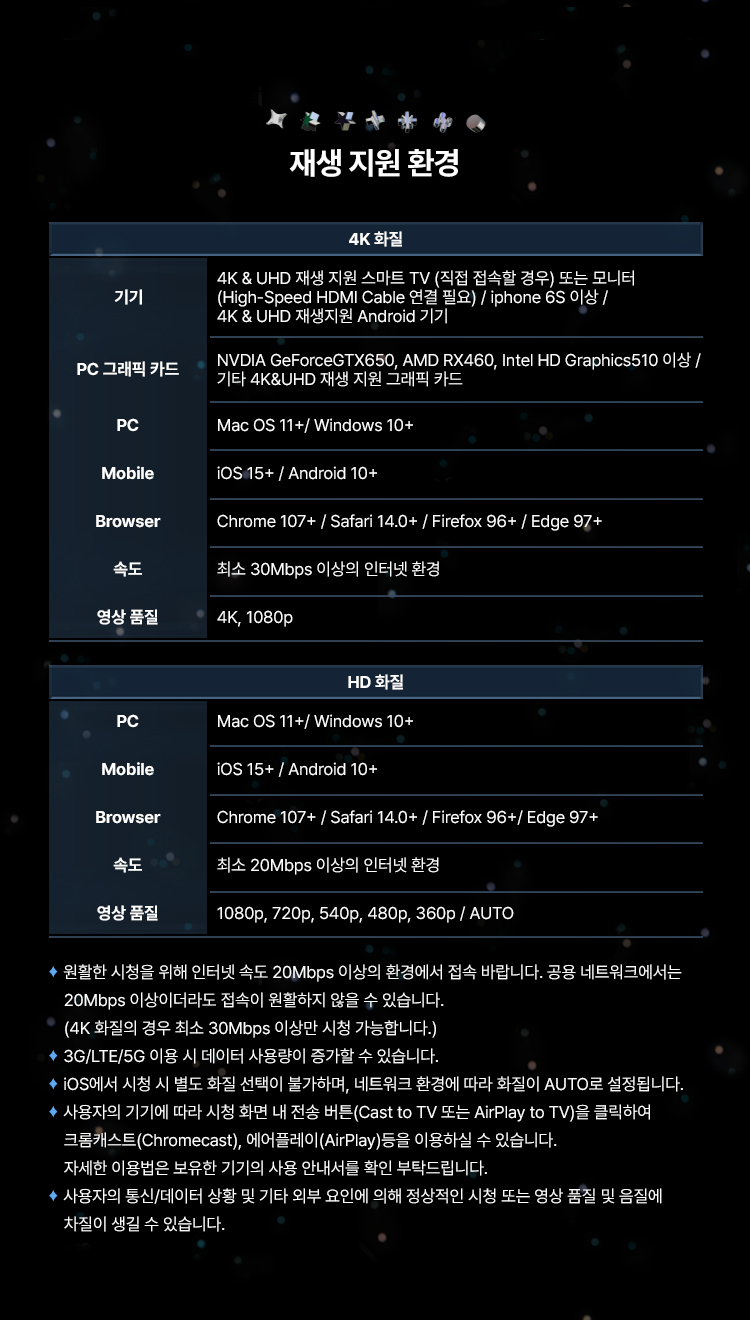 재생 지원 환경
4K 화질
기기
4K & UHD 재생 지원 스마트 TV (직접 접속할 경우) 또는 모니터
(High-Speed HDMI Cable 연결 필요) / iphone 6S 이상 /
4K & UHD 재생지원 Android 기기
PC 그래픽 카드
NVDIA GeForceGTX650, AMD RX460, Intel HD Graphics510 이상 /
기타 4K&UHD 재생 지원 그래픽 카드
PC
Mac OS 11+/ Windows 10+
Mobile
iOS 15+ / Android 10+
Browser
Chrome 107+ / Safari 14.0+ / Firefox 96+ / Edge 97+
속도
최소 30Mbps 이상의 인터넷 환경
영상 품질
4K, 1080p
HD 화질
PC
Mac OS 11+/ Windows 10+
Mobile
iOS 15+ / Android 10+
Browser
Chrome 107+ / Safari 14.0+ / Firefox 96+/ Edge 97+
속도
최소 20Mbps 이상의 인터넷 환경
영상 품질
1080p, 720p, 540p, 480p, 360p / AUTO
♦ 원활한 시청을 위해 인터넷 속도 20Mbps 이상의 환경에서 접속 바랍니다. 공용 네트워크에서는
20Mbps 이상이더라도 접속이 원활하지 않을 수 있습니다.
(4K 화질의 경우 최소 30Mbps 이상만 시청 가능합니다.)
♦ 3G/LTE/5G 이용 시 데이터 사용량이 증가할 수 있습니다.
♦ iOS에서 시청 시 별도 화질 선택이 불가하며, 네트워크 환경에 따라 화질이 AUTO로 설정됩니다.
♦ 사용자의 기기에 따라 시청 화면 내 전송 버튼(Cast to TV 또는 AirPlay to TV)을 클릭하여
크롬캐스트(Chromecast), 에어플레이(AirPlay)등을 이용하실 수 있습니다.
자세한 이용법은 보유한 기기의 사용 안내서를 확인 부탁드립니다.
♦ 사용자의 통신/데이터 상황 및 기타 외부 요인에 의해 정상적인 시청 또는 영상 품질 및 음질에
차질이 생길 수 있습니다.